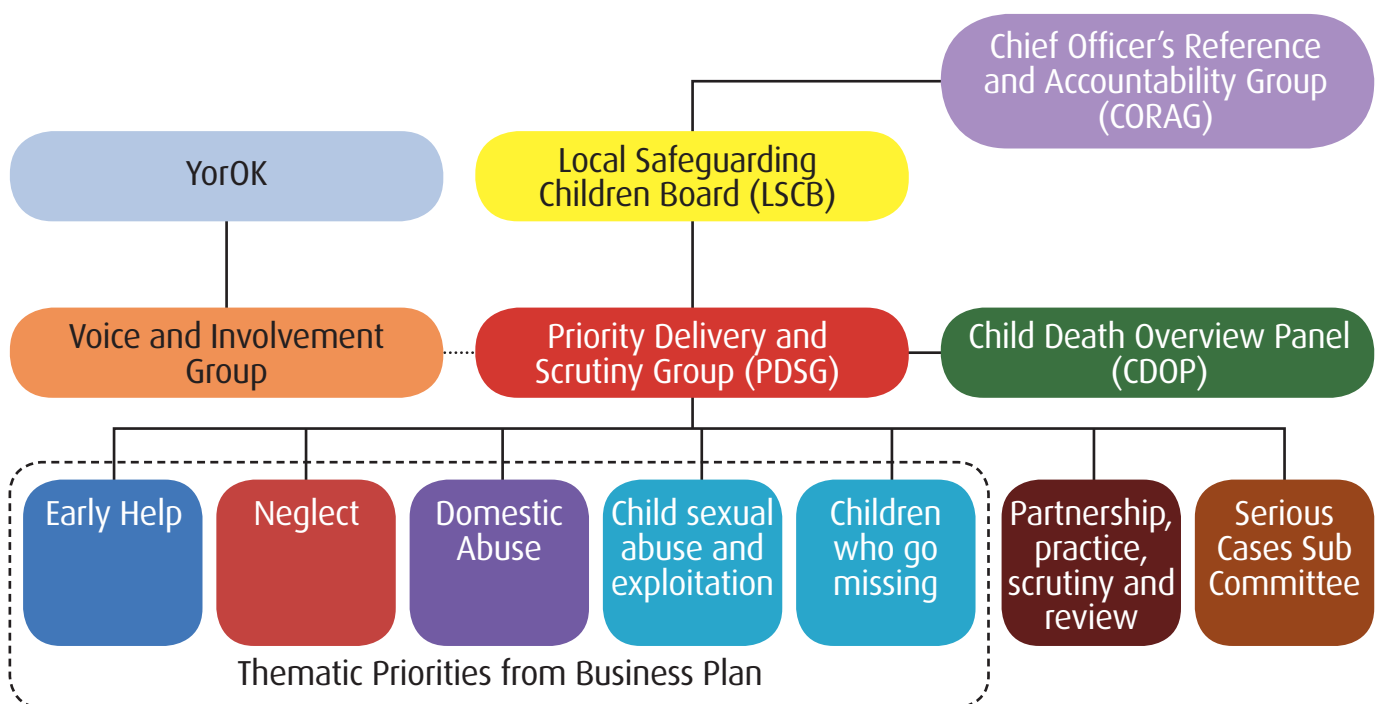 Chief Officer's Reference
and Accountability Group
(CORAG)
YorOK
Local Safeguarding
Children Board (LSCB)
Voice and Involvement
Group
Priority Delivery and
Scrutiny Group (PDSG)
Child Death Overview Panel
(CDOP)
Early Help
Neglect
Domestic
Abuse
Child sexual
abuse and
exploitation
Children
who go
missing
Partnership,
practice,
scrutiny and
review
Serious
Cases Sub
Committee
Thematic Priorities from Business Plan